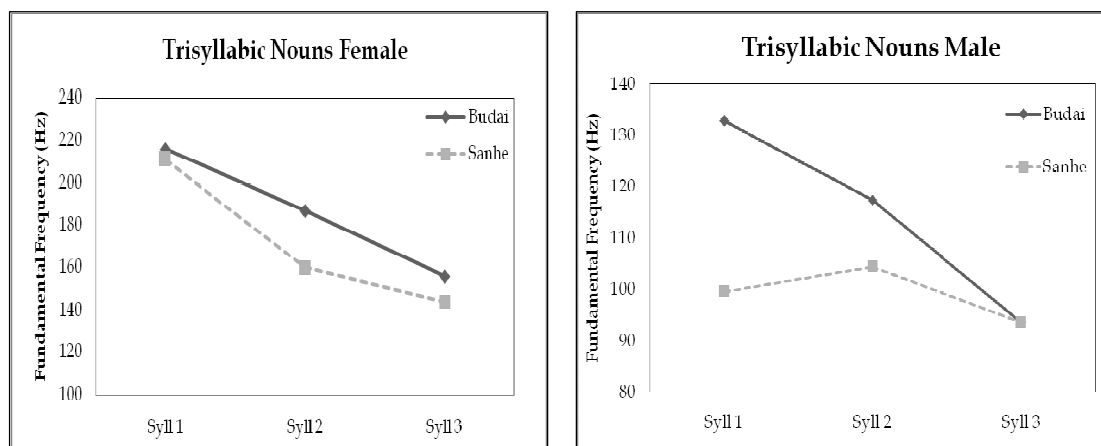 Trisyllabic Nouns Female
Fundamental Frequency (Hz)
240
220
200
180
160
140
120
100
Budai
Sanhe
Syll 1
Syll 2
Syll 3
Trisyllabic Nouns Male
Fundamental Frequency (Hz)
140
130
120
110
100
90
80
Budai
Sanhe
Syll 1
Syll 2
Syll 3